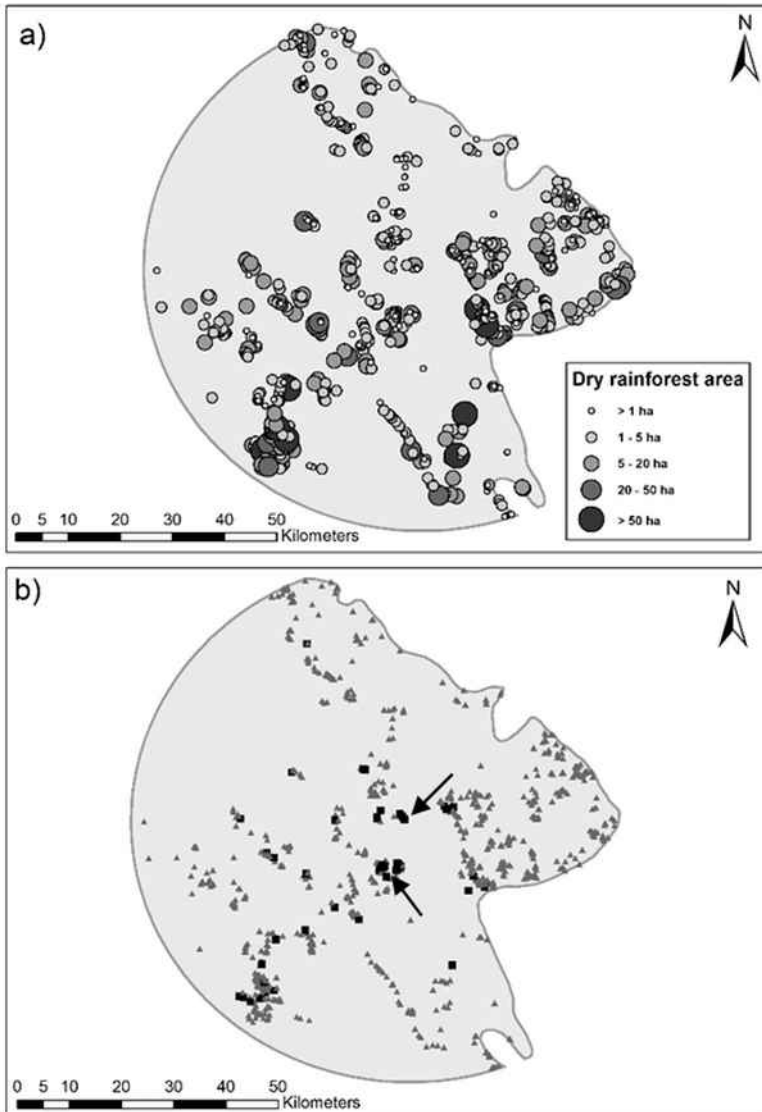 a)
N
Dry rainforest area
> 1 ha
1 - 5 ha
5 - 20 ha
20 - 50 ha
> 50 ha
0 5 10 20 30 40 50
Kilometers
b)
N
0 5 10 20 30 40 50
Kilometers